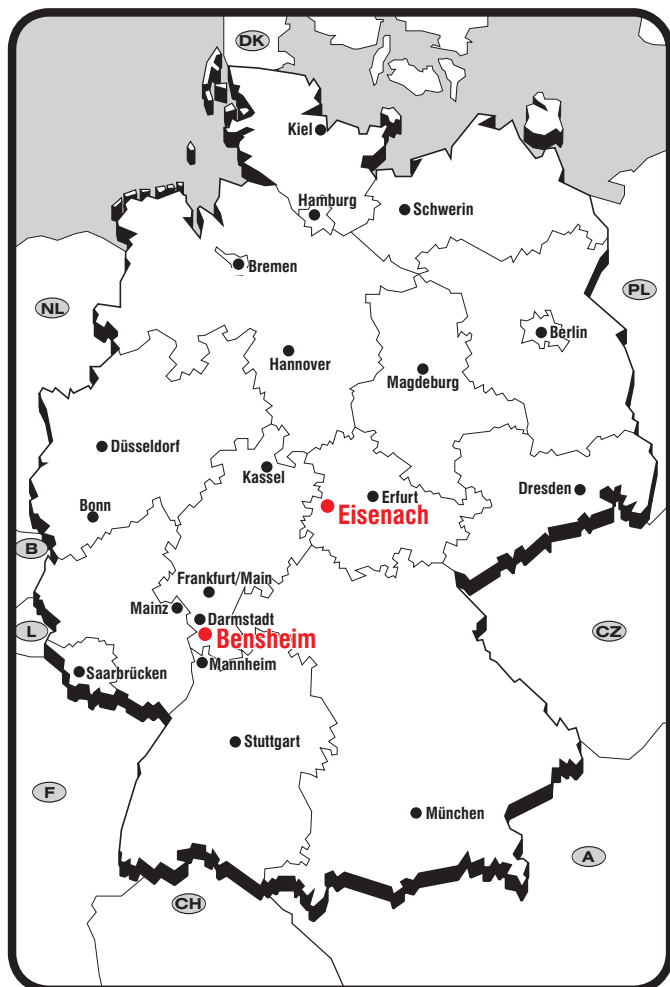 DK
Kiel
Hamburg
Schwerin
Bremen
NL
PL
Berlin
Hannover
Magdeburg
Düsseldorf
Kassel
Erfurt
Dresden
Bonn
Eisenach
B
Frankfurt/Main
Mainz
Darmstadt
L
CZ
Bensheim
Mannheim
Saarbrücken
Stuttgart
F
München
A
CH